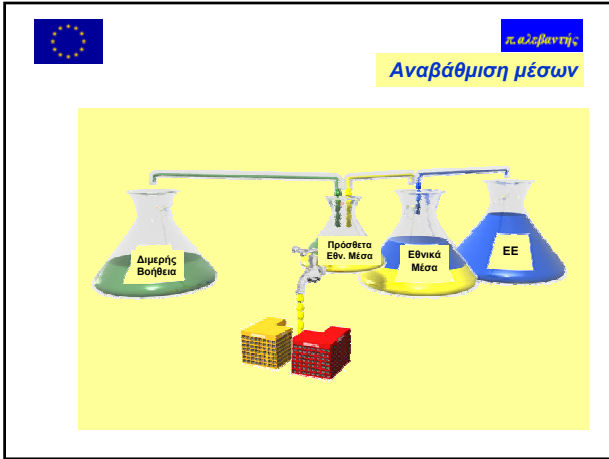 π.αλεβαντής
Αναβάθμιση μέσων
Διμερής
Βοήθεια
Πρόσθετα
Εθν. Μέσα
Εθνικά
Μέσα
ΕΕ